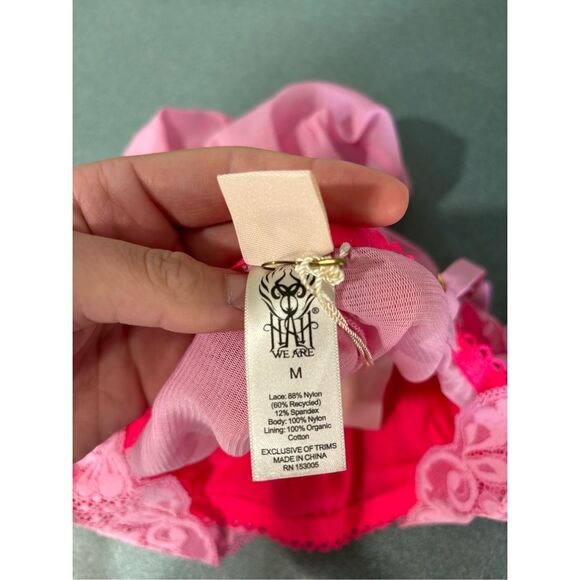 HAH®
WE ARE
M
Lace: 88% Nylon
(60% Recycled)
12% Spandex
Body: 100% Nylon
Lining: 100% Organic
Cotton
EXCLUSIVE OF TRIMS
MADE IN CHINA
RN 153005